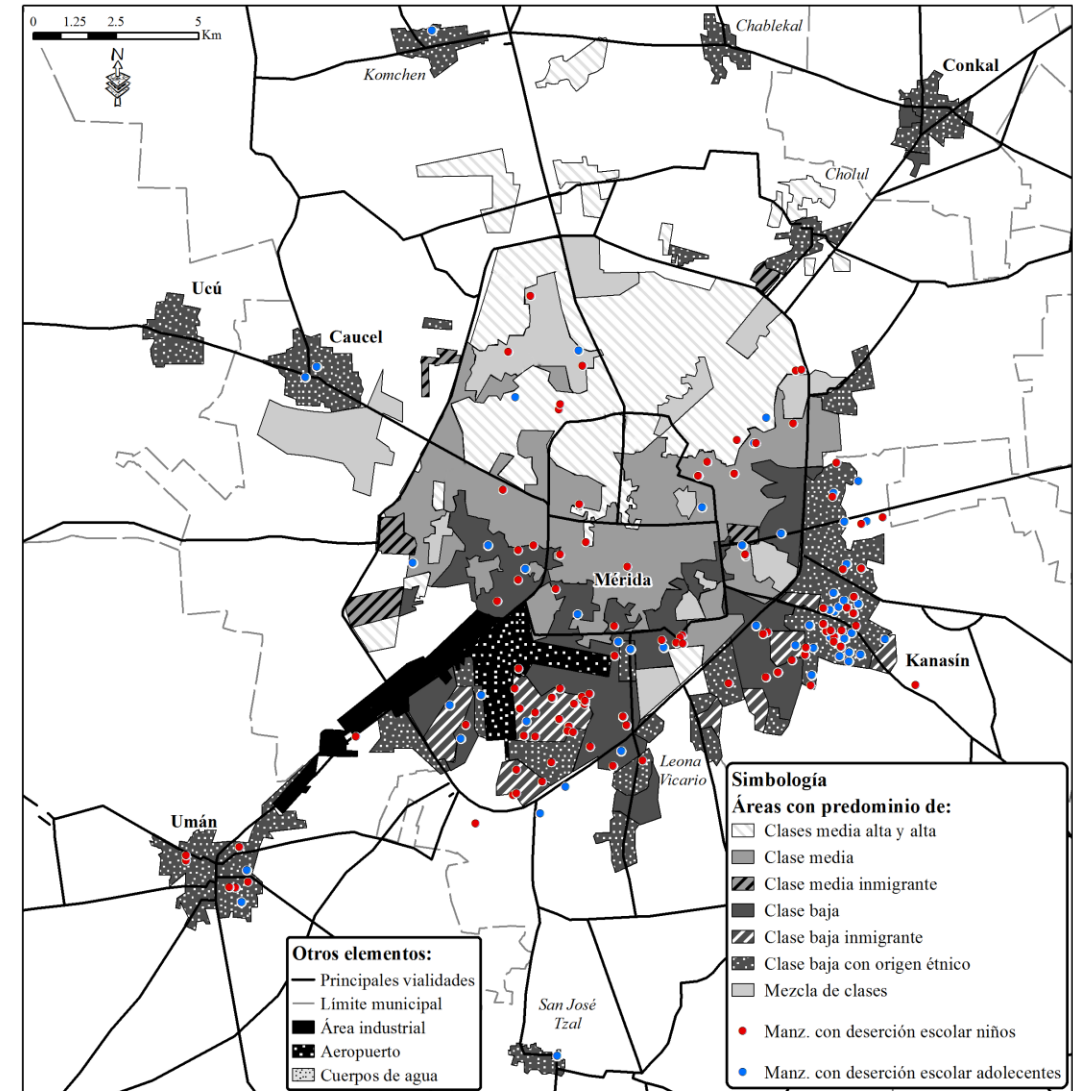 0 1.25 2.5 5
Km
N
Chablekal
Komchen
Conkal
Cholul
Ucú
Caucel
Mérida
Kanasín
Leona
Vicario
Umán
San José
Tzal
Otros elementos:
Principales vialidades
Límite municipal
Área industrial
Aeropuerto
Cuerpos de agua
Simbología
Áreas con predominio de:
Clases media alta y alta
Clase media
Clase media inmigrante
Clase baja
Clase baja inmigrante
Clase baja con origen étnico
Mezcla de clases
Manz. con deserción escolar niños
Manz. con deserción escolar adolecentes